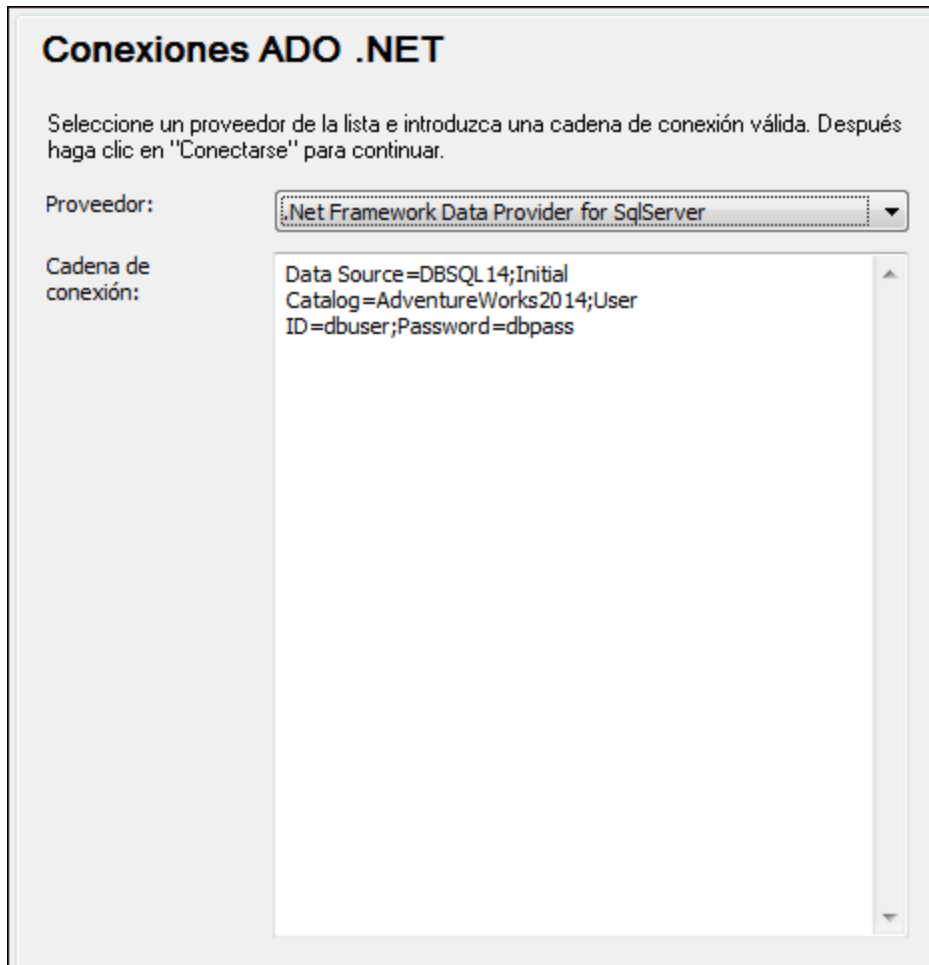 Conexiones ADO .NET
Seleccione un proveedor de la lista e introduzca una cadena de conexión válida. Después
haga clic en "Conectarse" para continuar.
Proveedor:
.Net Framework Data Provider for SqlServer
Cadena de
conexión:
Data Source=DBSQL14;Initial
Catalog=AdventureWorks2014;User
ID=dbuser;Password=dbpass